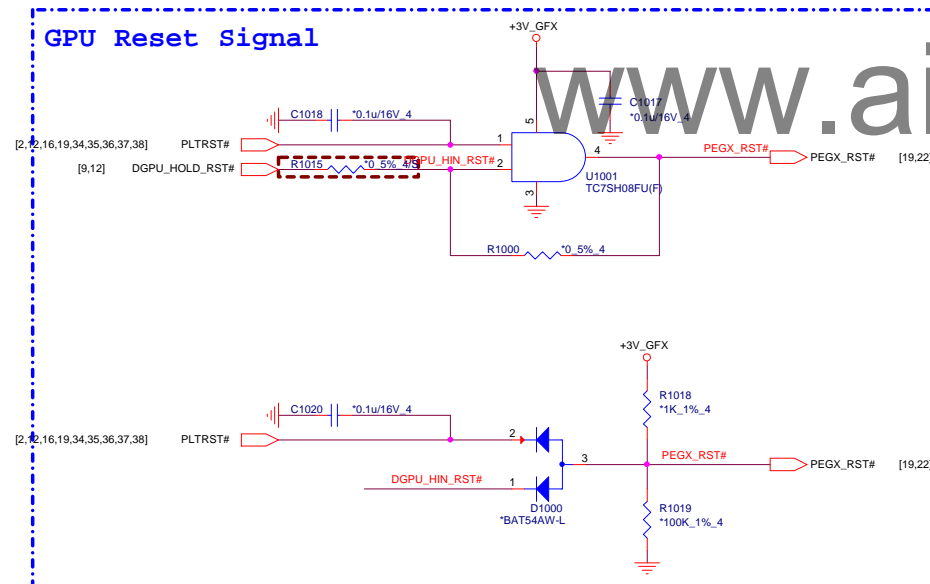 GPU Reset Signal
+3V_GFX
www.ai
C1018
*0.1u/16V_4
C1017
*0.1u/16V_4
5
[2,12,16,19,34,35,36,37,38]
PLTRST#
1
[9,12]
DGPU_HOLD_RST#
R1015
*0_5%_4/S
DGPU_HIN_RST#
2
4
PEGX_RST#
PEGX_RST#
[19,22]
U1001
TC7SH08FU(F)
3
R1000
*0_5%_4
+3V_GFX
R1018
*1K_1%_4
C1020
*0.1u/16V_4
[2,12,16,19,34,35,36,37,38]
PLTRST#
2
3
PEGX_RST#
PEGX_RST#
[19,22]
DGPU_HIN_RST#
1
D1000
*BAT54AW-L
R1019
*100K_1%_4